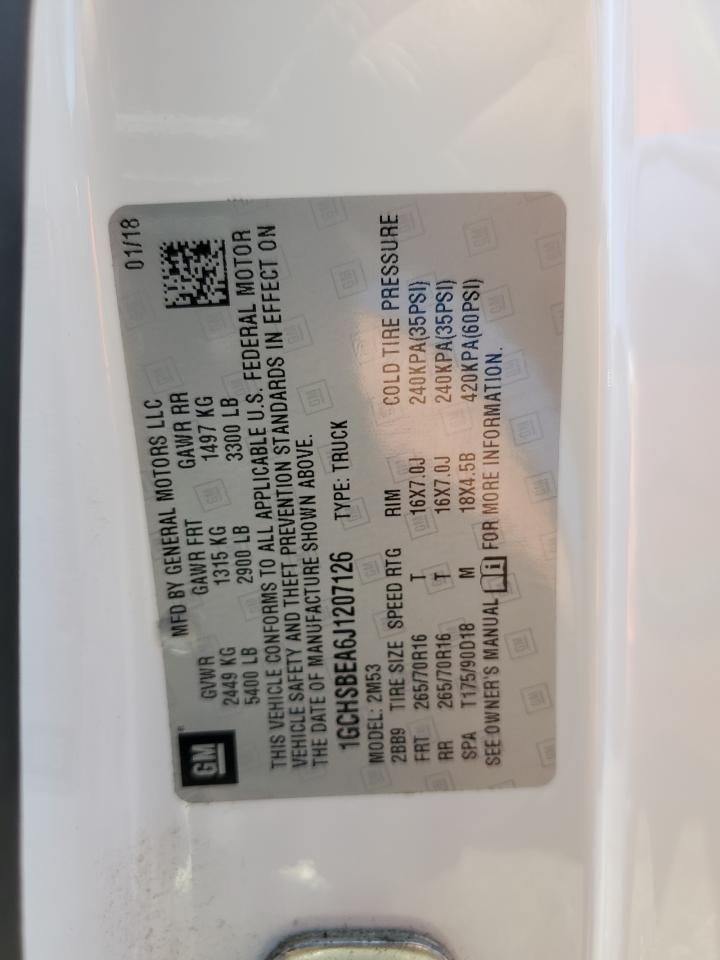 MFD BY GENERAL MOTORS LLC 01/18
GVWR GAWR FRT GAWR RR
2449 KG 1315 KG 1497 KG
5400 LB 2900 LB 3300 LB
GM®
THIS VEHICLE CONFORMS TO ALL APPLICABLE U.S. FEDERAL MOTOR
VEHICLE SAFETY AND THEFT PREVENTION STANDARDS IN EFFECT ON
THE DATE OF MANUFACTURE SHOWN ABOVE.
1GCHSBEA6J1207126 TYPE: TRUCK
MODEL: 2M53
2BB9 TIRE SIZE SPEED RTG RIM COLD TIRE PRESSURE
FRT 265/70R16 T 16X7.0J 240KPA(35PSI)
RR 265/70R16 T 16X7.0J 240KPA(35PSI)
SPA T175/90D18 M 18X4.5B 420KPA(60PSI)
SEE OWNER'S MANUAL FOR MORE INFORMATION.